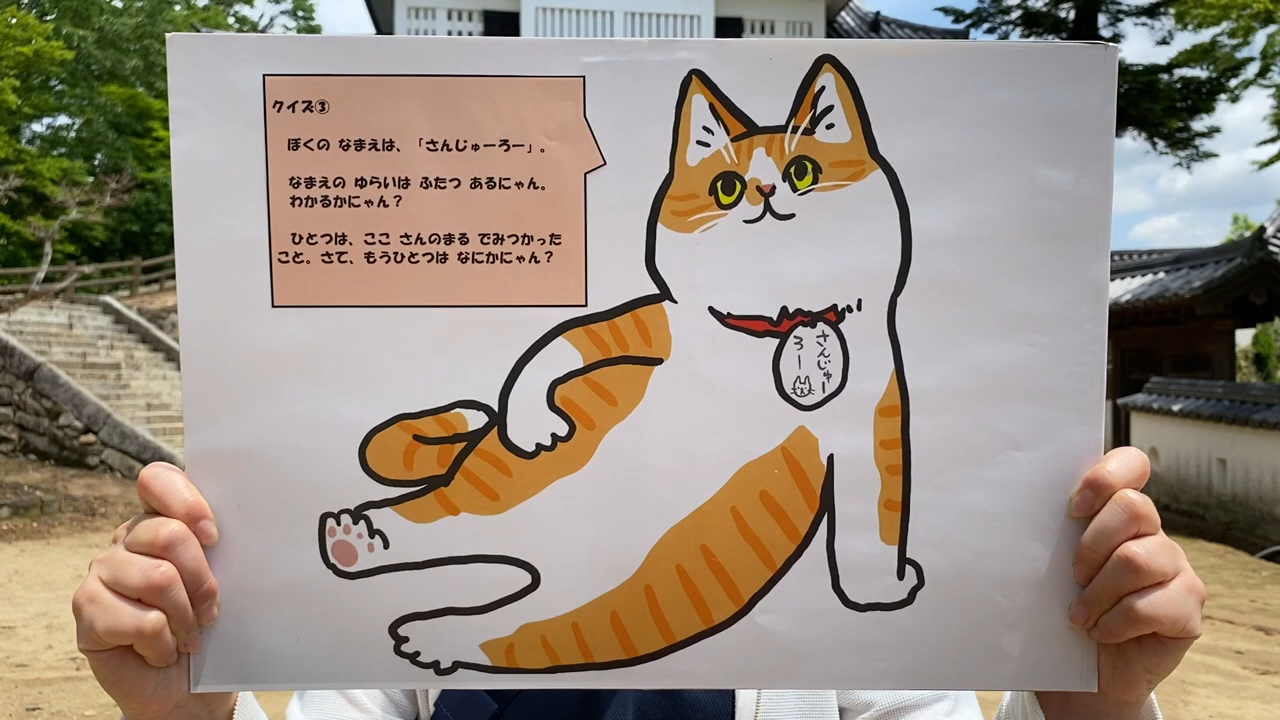 クイズ③
ぼくの なまえは、「さんじゅーろー」。
なまえの ゆらいは ふたつ あるにゃん。
わかるかにゃん？
ひとつは、ここ さんのまる でみつかった
こと。さて、もうひとつは なにかにゃん？
さんじゅー
ろー